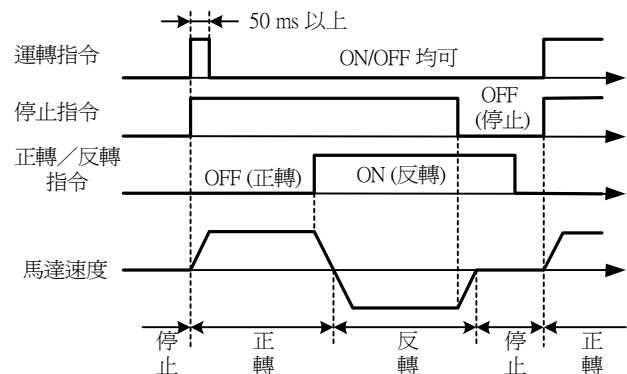 50 ms 以上
運轉指令
ON/OFF 均可
停止指令
OFF
(停止)
正轉／反轉
指令
OFF (正轉)
ON (反轉)
馬達速度
停止
正轉
反轉
停止
正轉